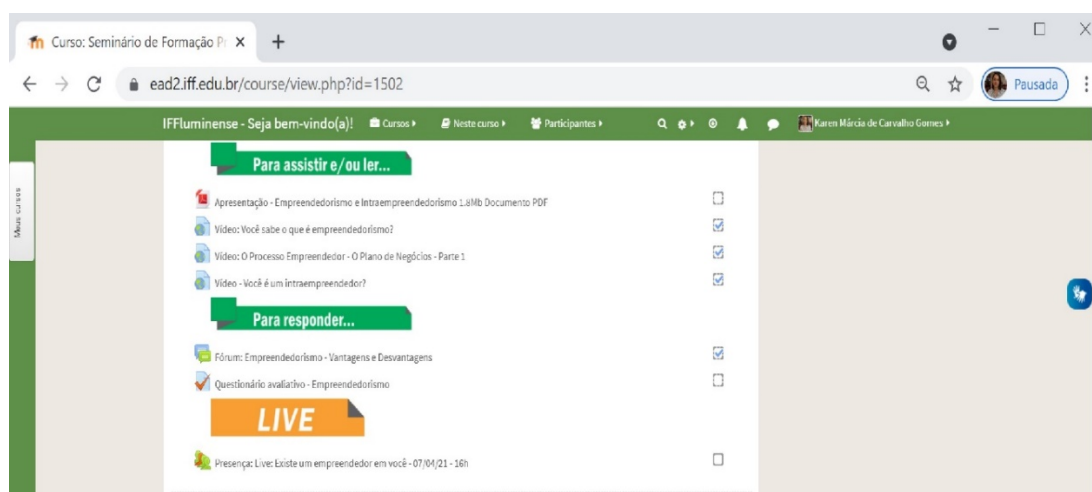 Curso: Seminário de Formação Pr
ead2.iff.edu.br/course/view.php?id=1502
Pausada
IFFluminense - Seja bem-vindo(a)! Cursos Neste curso Participantes Karen Márcia de Carvalho Gomes
Meus cursos
Para assistir e/ou ler...
Apresentação - Empreendedorismo e Intraempreendedorismo 1.8Mb Documento PDF
Vídeo: Você sabe o que é empreendedorismo?
Vídeo: O Processo Empreendedor - O Plano de Negócios - Parte 1
Vídeo - Você é um intraempreendedor?
Para responder...
Fórum: Empreendedorismo - Vantagens e Desvantagens
Questionário avaliativo - Empreendedorismo
LIVE
Presença: Live: Existe um empreendedor em você - 07/04/21 - 16h